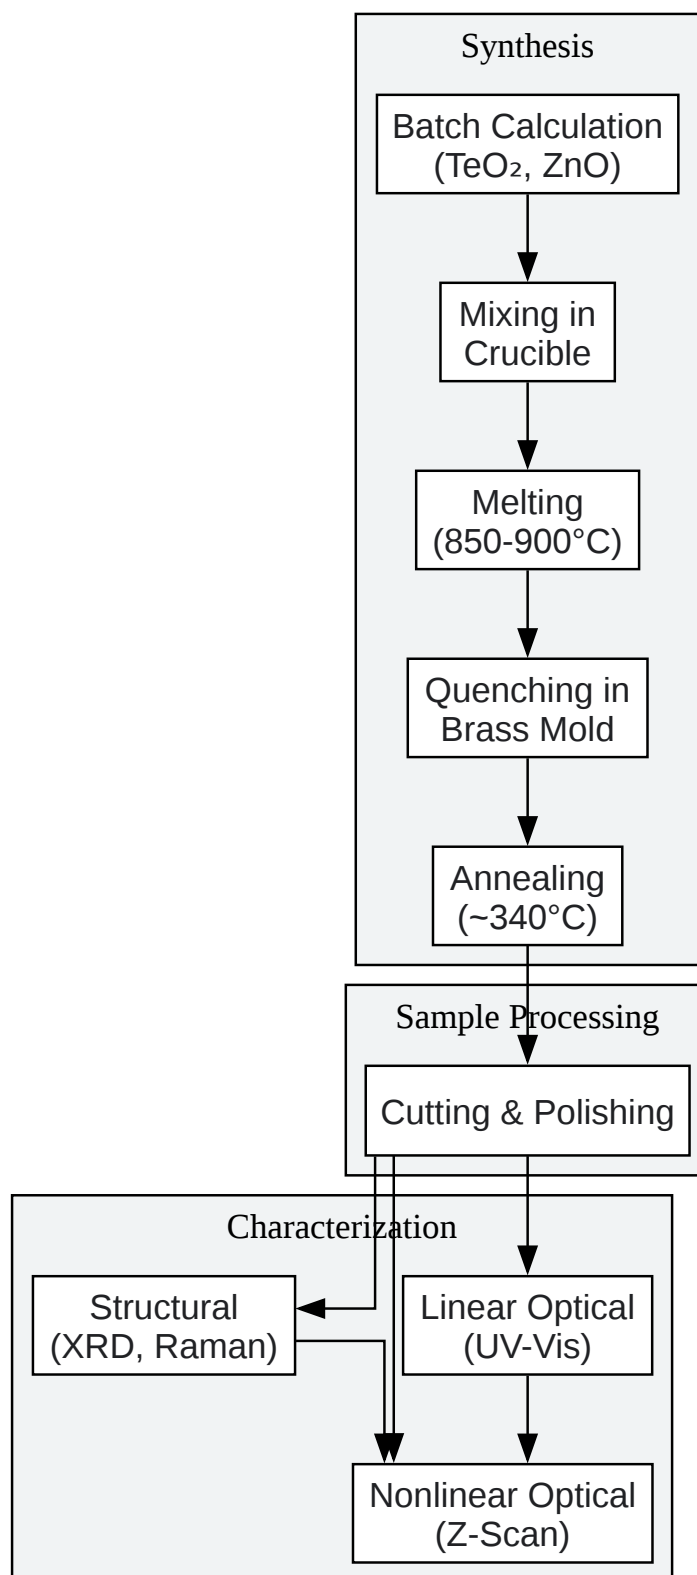 Synthesis
Batch Calculation
(TeO₂, ZnO)
Mixing in
Crucible
Melting
(850-900°C)
Quenching in
Brass Mold
Annealing
(~340°C)
Sample Processing
Cutting & Polishing
Characterization
Structural
(XRD, Raman)
Linear Optical
(UV-Vis)
Nonlinear Optical
(Z-Scan)